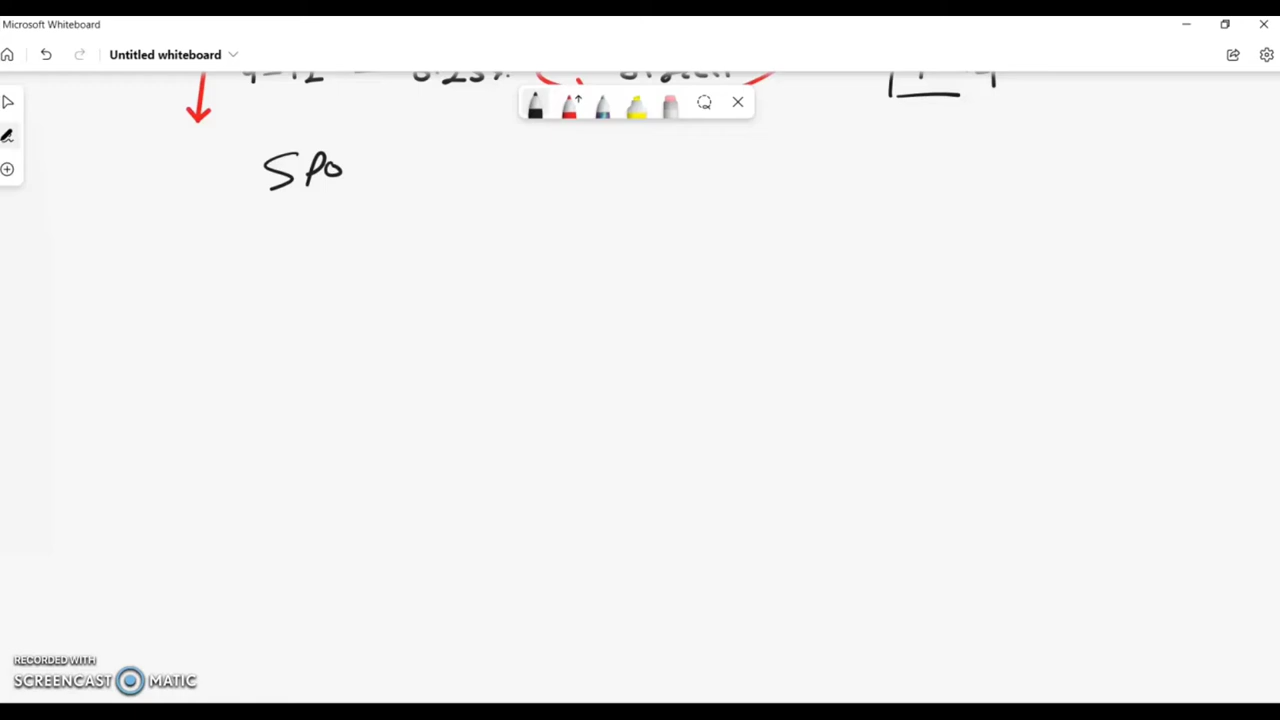 Microsoft Whiteboard
Untitled whiteboard
SPO
RECORDED WITH
SCREENCAST MATIC